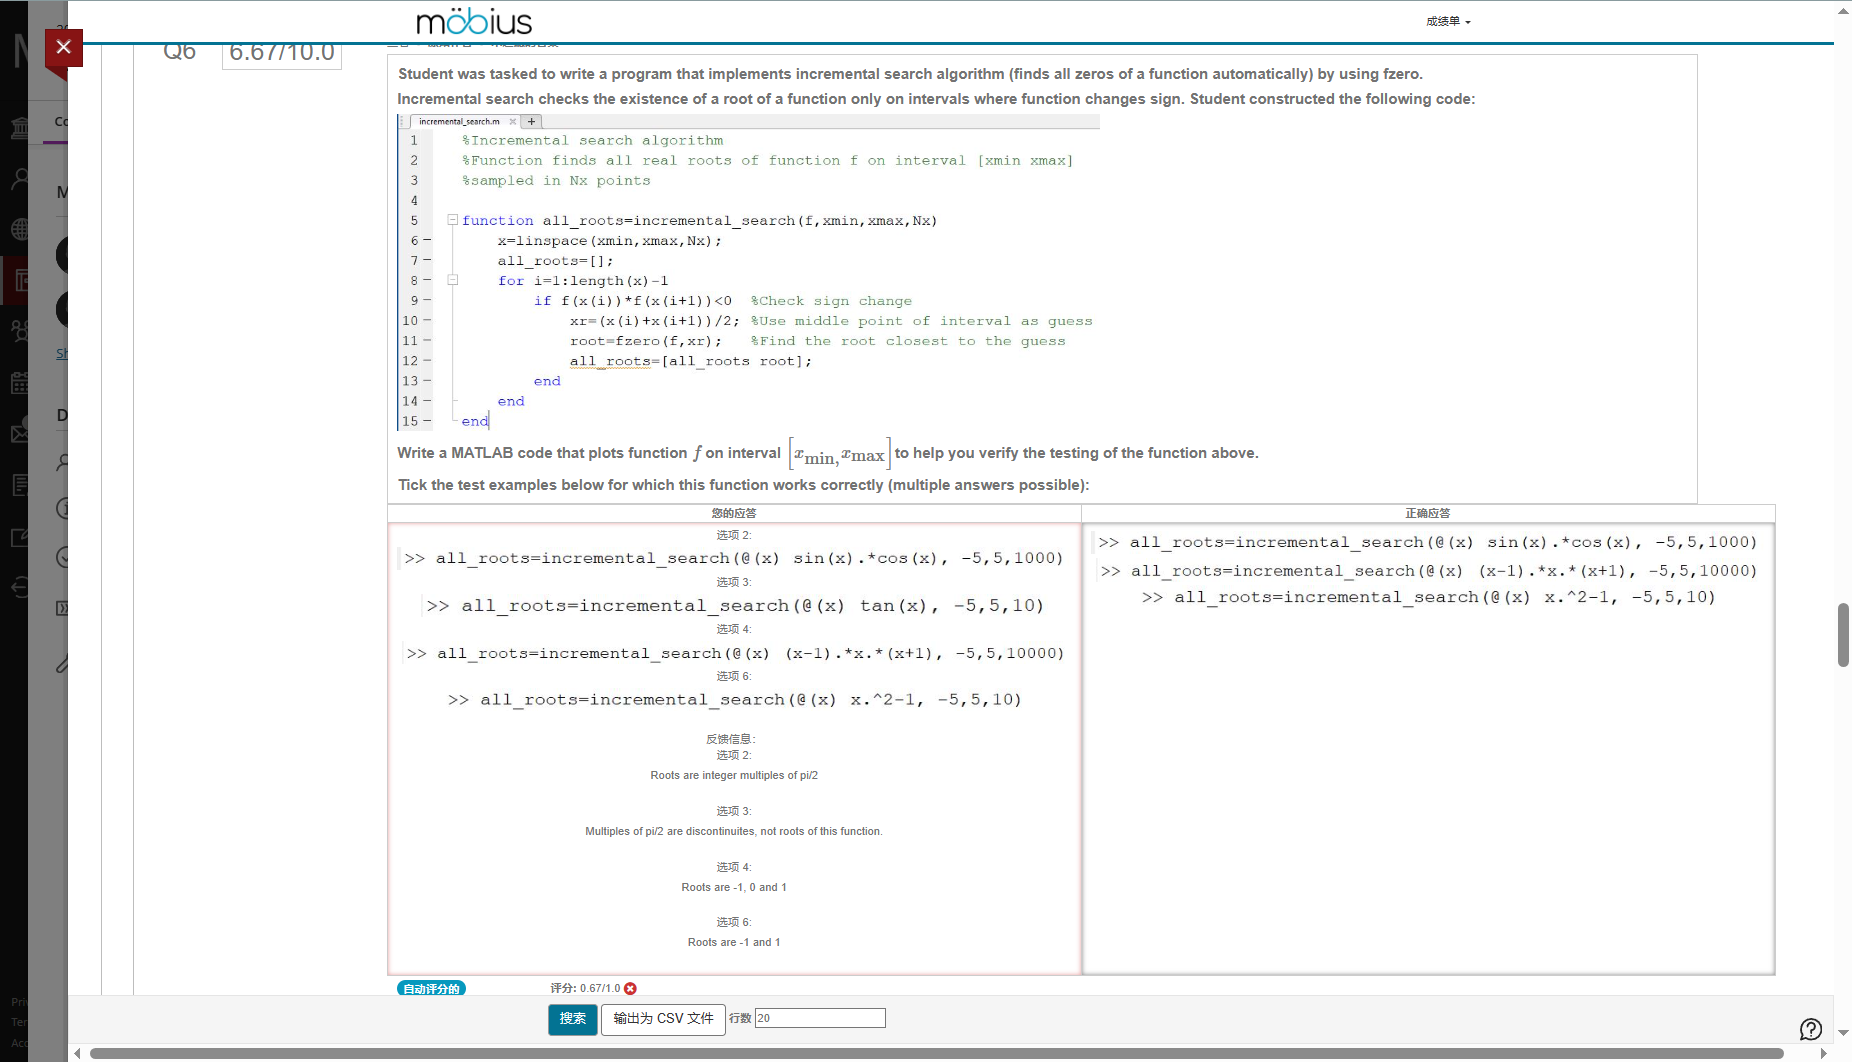 möbius
成绩单
Q6
6.67/10.0
Student was tasked to write a program that implements incremental search algorithm (finds all zeros of a function automatically) by using fzero.
Incremental search checks the existence of a root of a function only on intervals where function changes sign. Student constructed the following code:
incremental_search.m × +
1 %Incremental search algorithm
2 %Function finds all real roots of function f on interval [xmin xmax]
3 %sampled in Nx points
4
5 function all_roots=incremental_search(f,xmin,xmax,Nx)
6 – x=linspace(xmin,xmax,Nx);
7 – all_roots=[];
8 – for i=1:length(x)-1
9 – if f(x(i))*f(x(i+1))<0 %Check sign change
10 – xr=(x(i)+x(i+1))/2; %Use middle point of interval as guess
11 – root=fzero(f,xr); %Find the root closest to the guess
12 – all_roots=[all_roots root];
13 – end
14 – end
15 – end
Write a MATLAB code that plots function f on interval [xmin, xmax] to help you verify the testing of the function above.
Tick the test examples below for which this function works correctly (multiple answers possible):
您的应答
选项 2:
>> all_roots=incremental_search(@(x) sin(x).*cos(x), -5,5,1000)
选项 3:
>> all_roots=incremental_search(@(x) tan(x), -5,5,10)
选项 4:
>> all_roots=incremental_search(@(x) (x-1).*x.*(x+1), -5,5,10000)
选项 6:
>> all_roots=incremental_search(@(x) x.^2-1, -5,5,10)
反馈信息:
选项 2:
Roots are integer multiples of pi/2
选项 3:
Multiples of pi/2 are discontinuites, not roots of this function.
选项 4:
Roots are -1, 0 and 1
选项 6:
Roots are -1 and 1
正确应答
>> all_roots=incremental_search(@(x) sin(x).*cos(x), -5,5,1000)
>> all_roots=incremental_search(@(x) (x-1).*x.*(x+1), -5,5,10000)
>> all_roots=incremental_search(@(x) x.^2-1, -5,5,10)
自动评分的
评分: 0.67/1.0
搜索
输出为 CSV 文件
行数 20